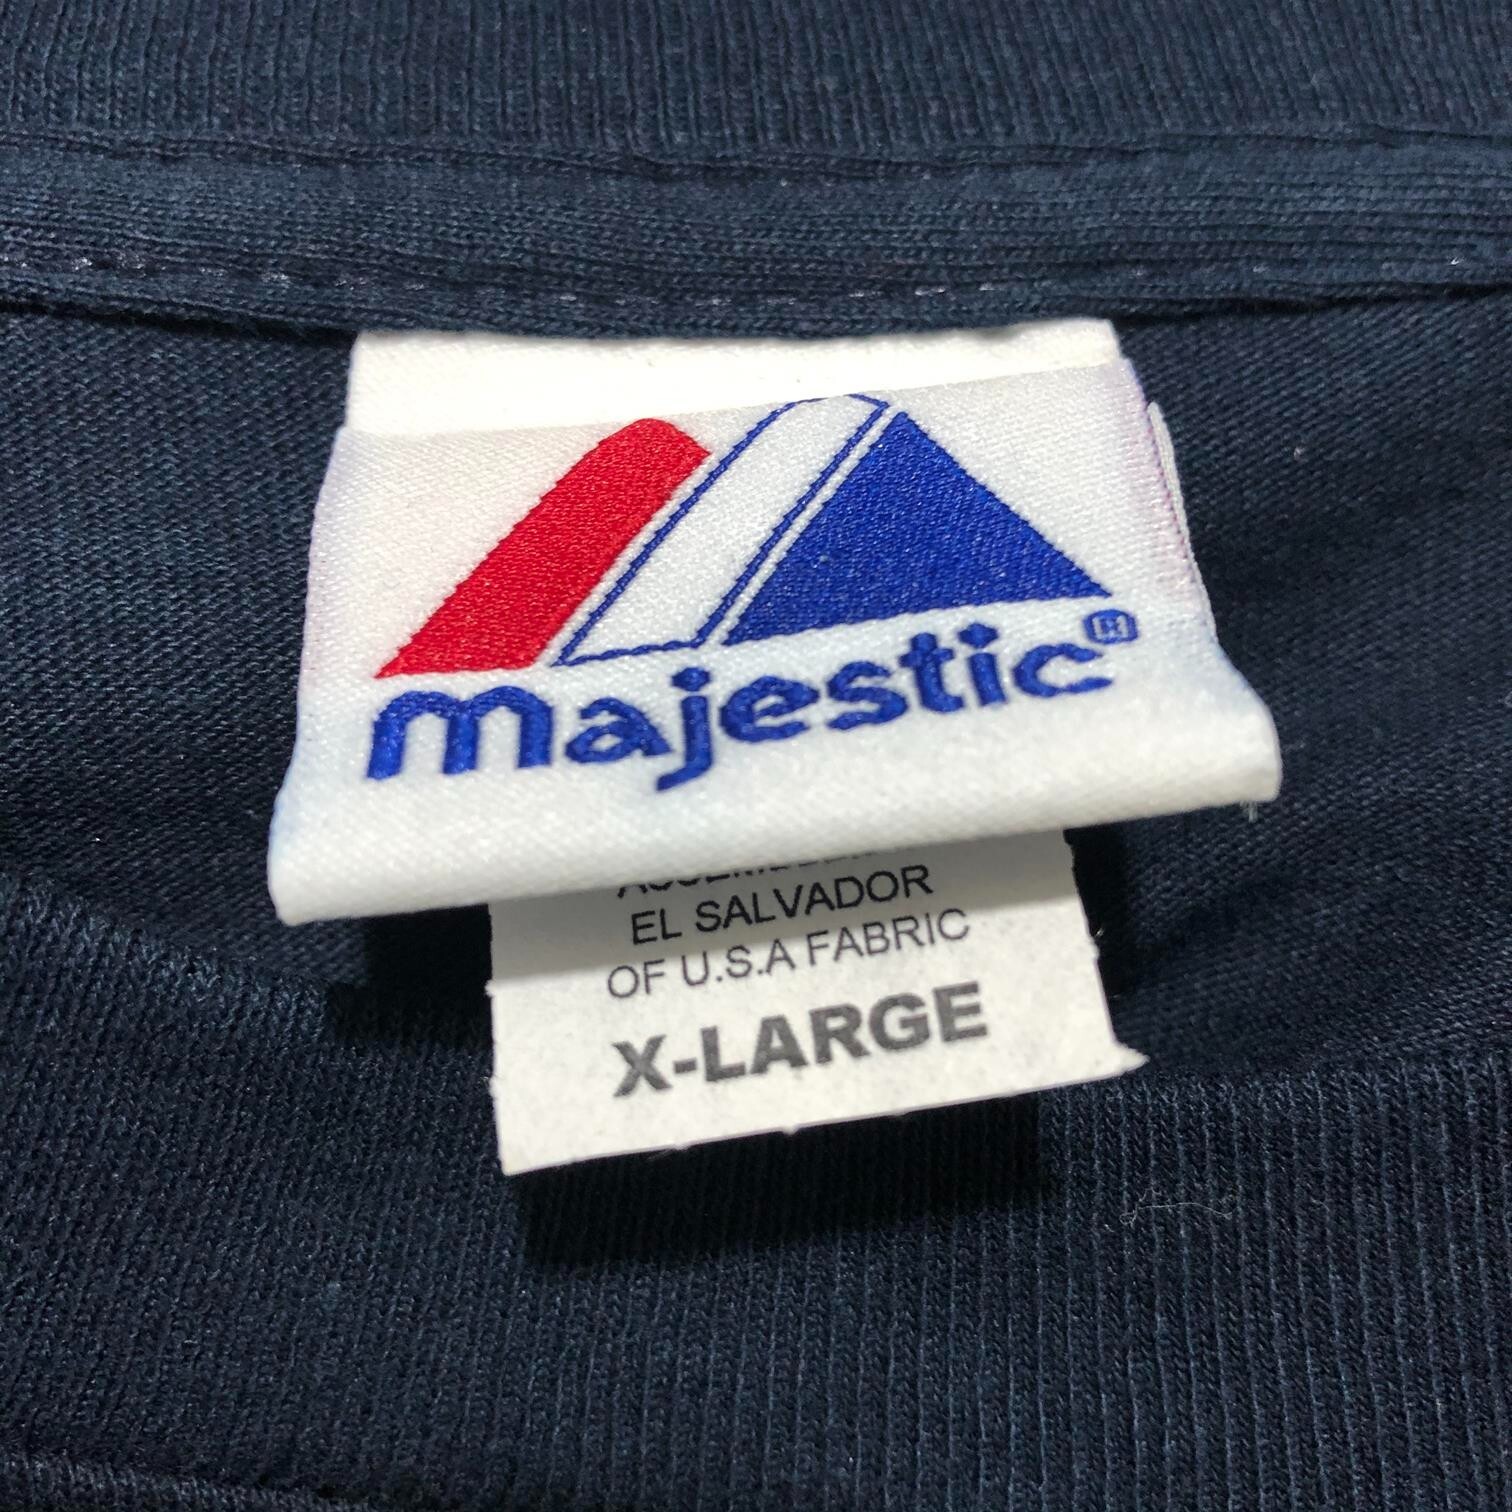 majestic®
EL SALVADOR
OF U.S.A FABRIC
X-LARGE